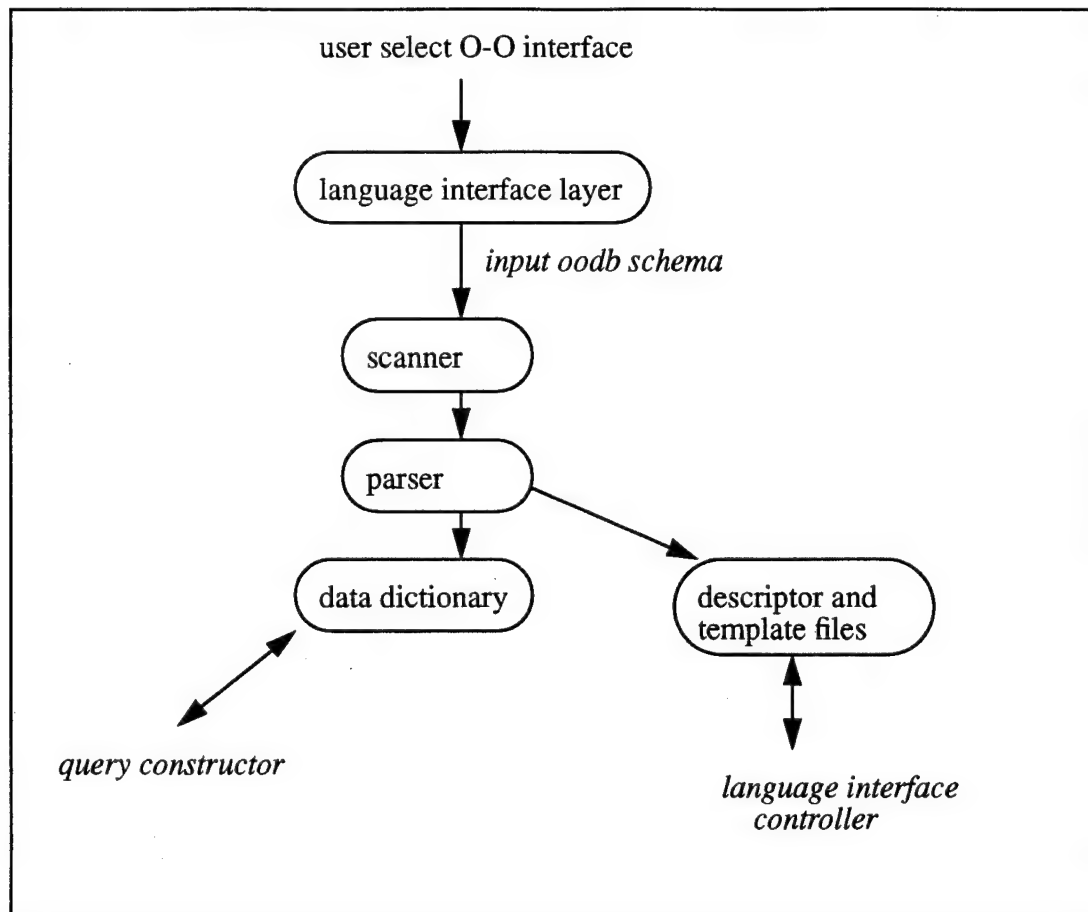 user select O-O interface
language interface layer
input oodb schema
scanner
parser
data dictionary
descriptor and
template files
query constructor
language interface
controller